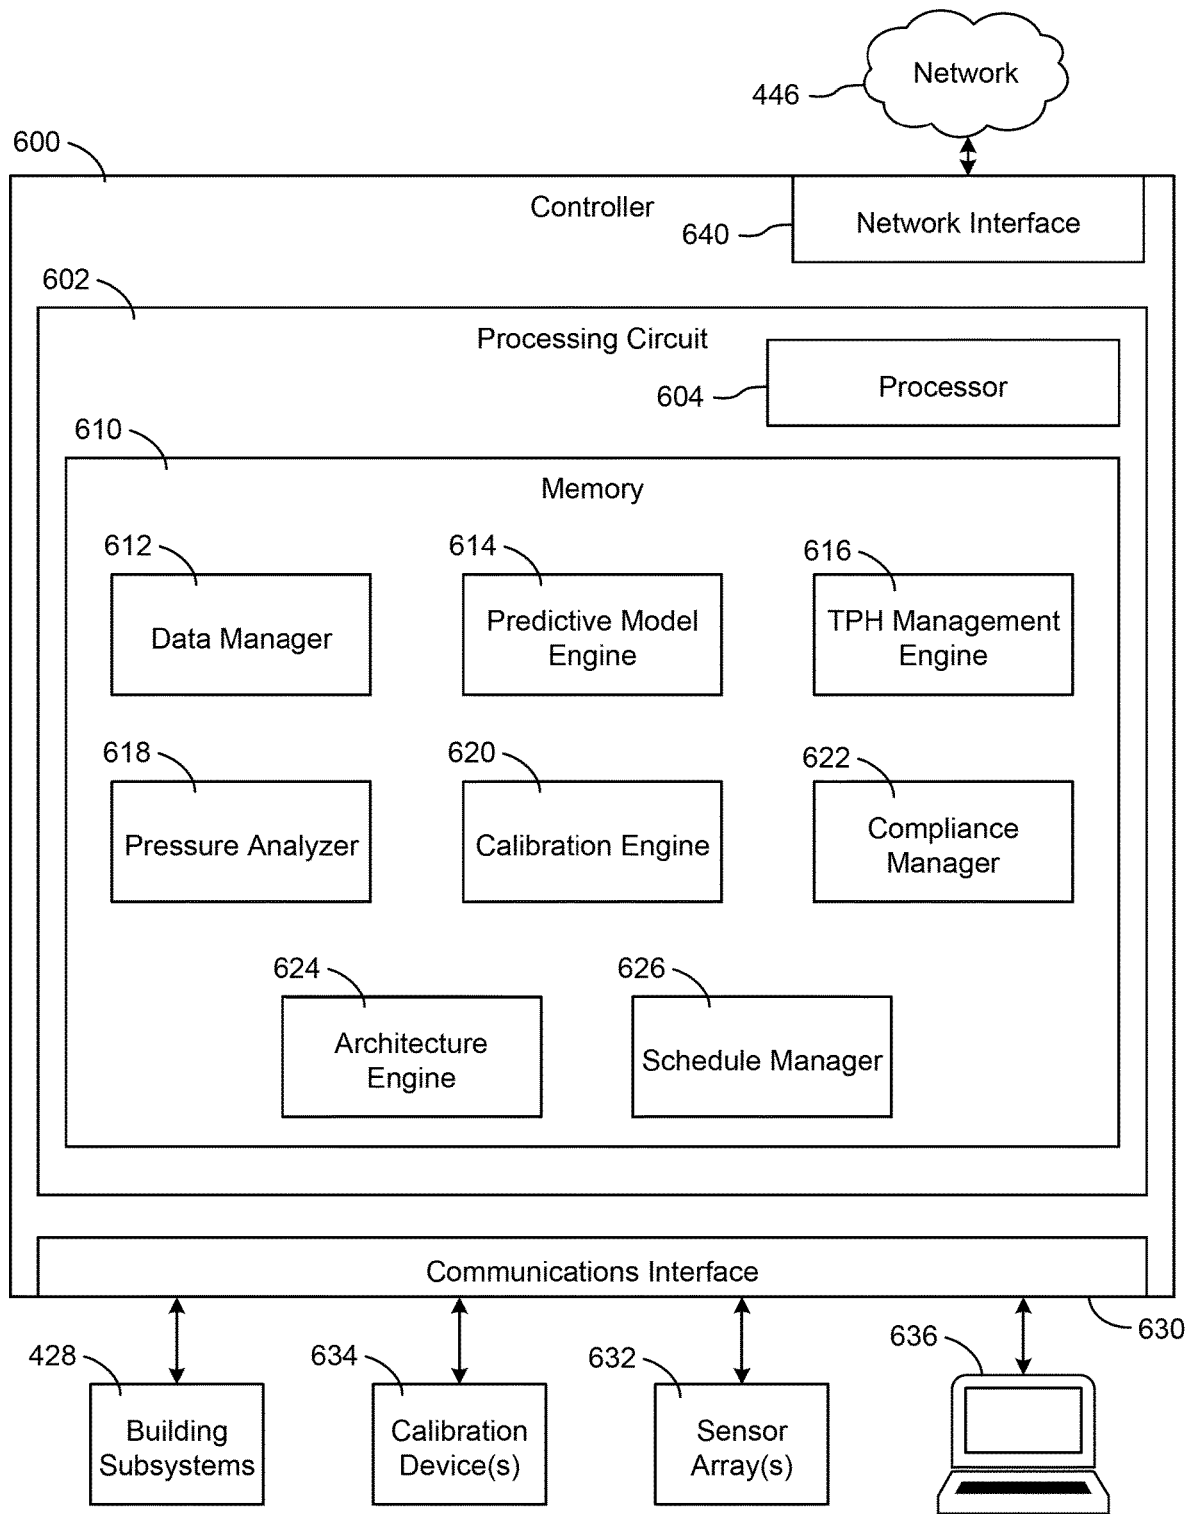 Network
446
600
Controller
640
Network Interface
602
Processing Circuit
604
Processor
610
Memory
612
Data Manager
614
Predictive Model
Engine
616
TPH Management
Engine
618
Pressure Analyzer
620
Calibration Engine
622
Compliance
Manager
624
Architecture
Engine
626
Schedule Manager
Communications Interface
630
428
Building
Subsystems
634
Calibration
Device(s)
632
Sensor
Array(s)
636